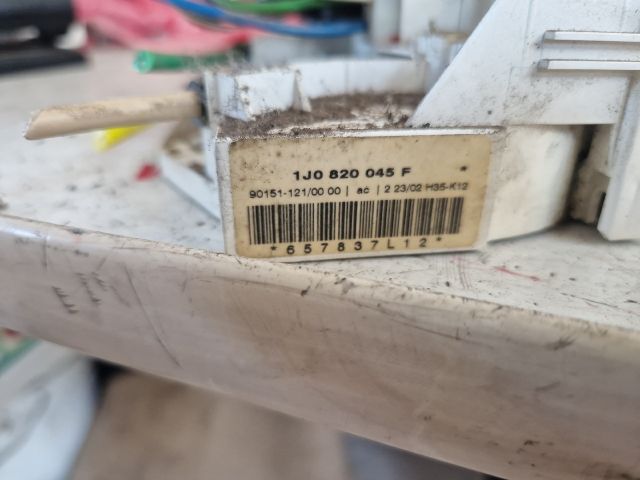 1J0 820 045 F *
90151-121/00 00 | ac | 2 23/02 H35-K12
*657837L12*